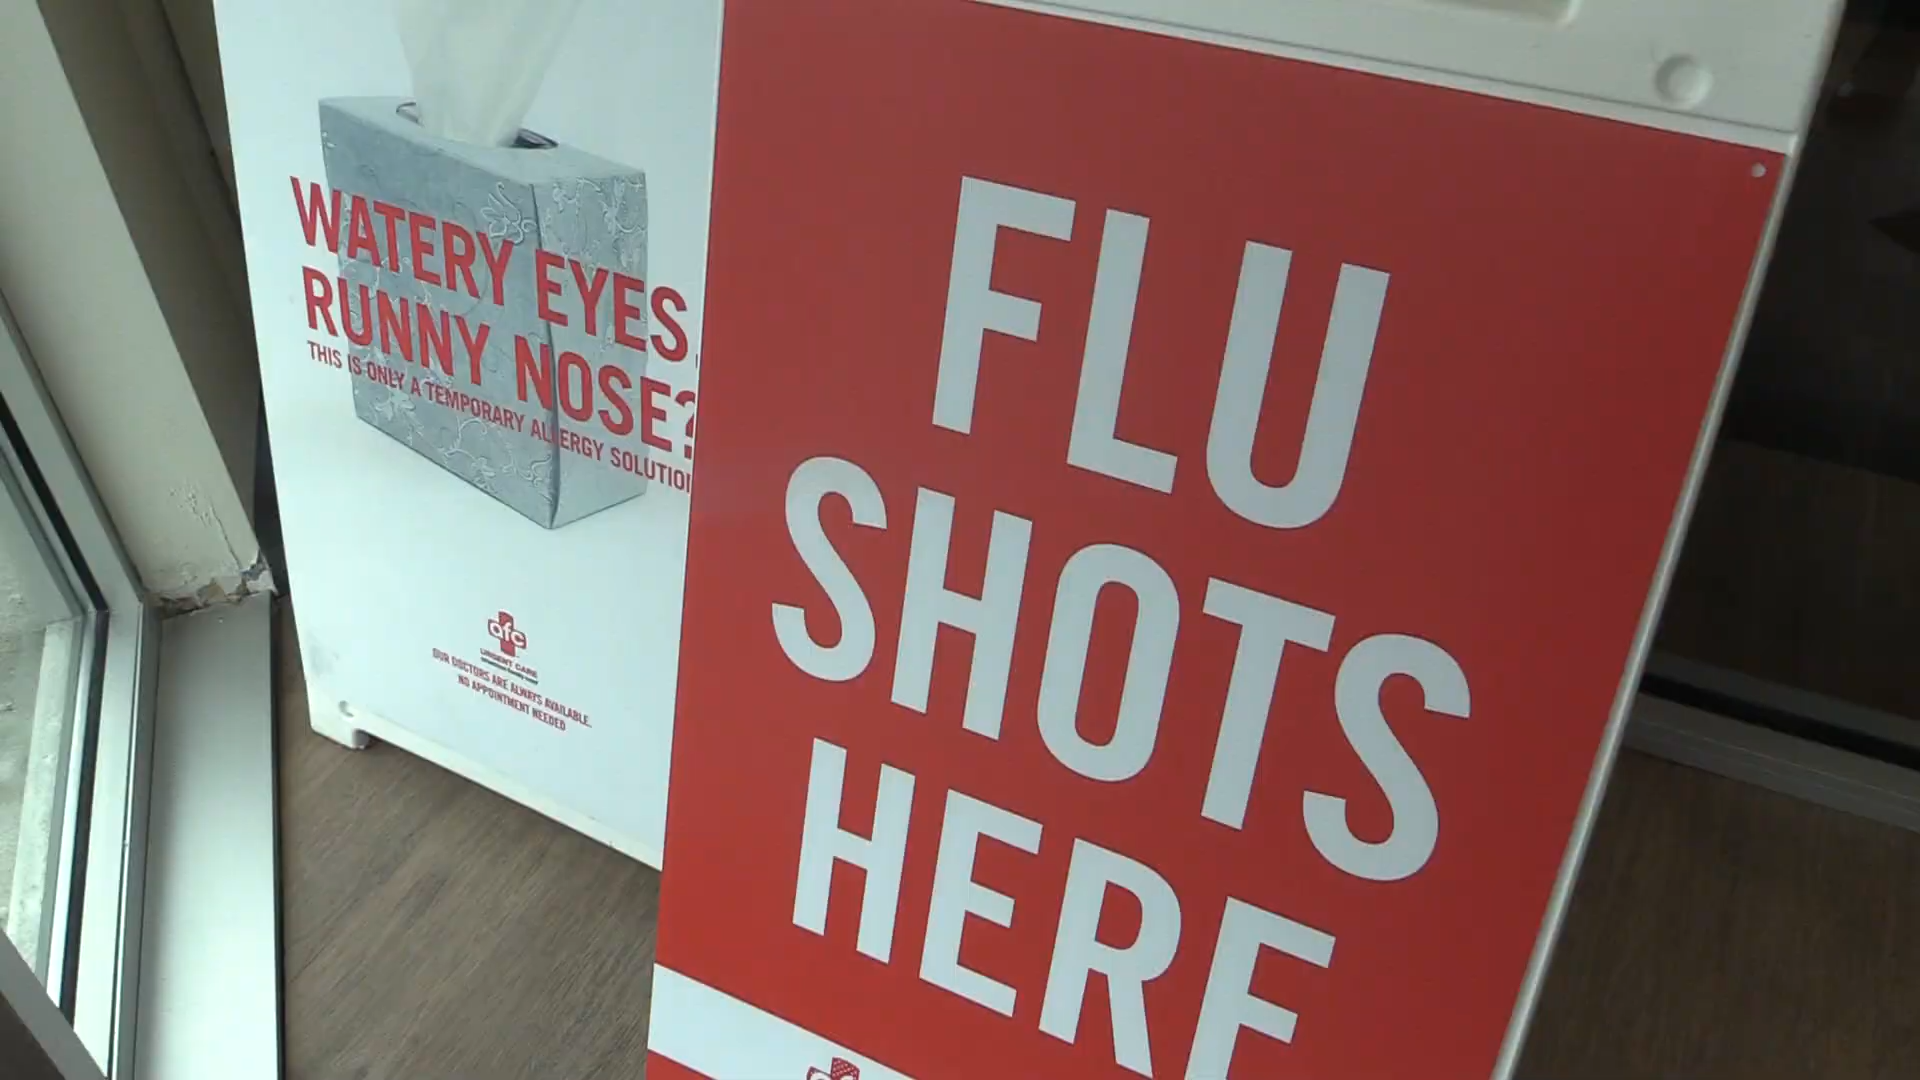 WATERY EYES,
RUNNY NOSE?
THIS IS ONLY A TEMPORARY ALLERGY SOLUTION
afc
URGENT CARE
OUR DOCTORS ARE ALWAYS AVAILABLE.
NO APPOINTMENT NEEDED
FLU
SHOTS
HERE